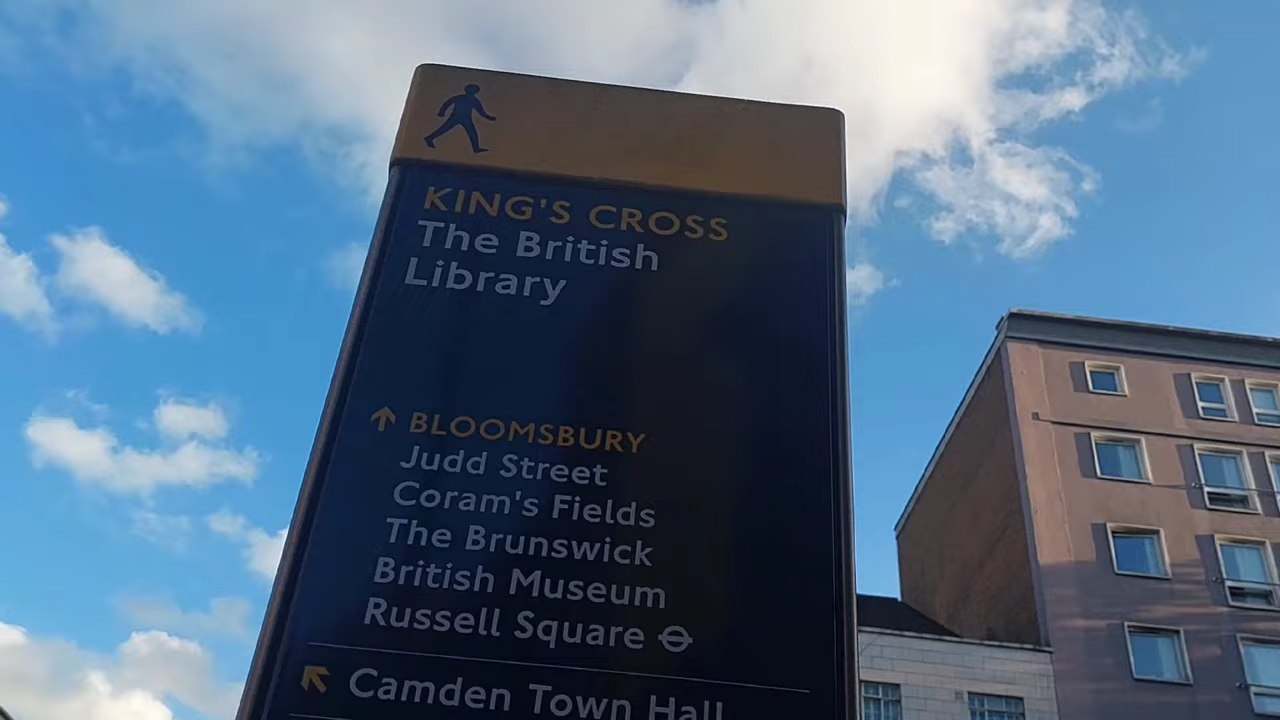 KING'S CROSS
The British
Library
BLOOMSBURY
Judd Street
Coram's Fields
The Brunswick
British Museum
Russell Square
Camden Town Hall